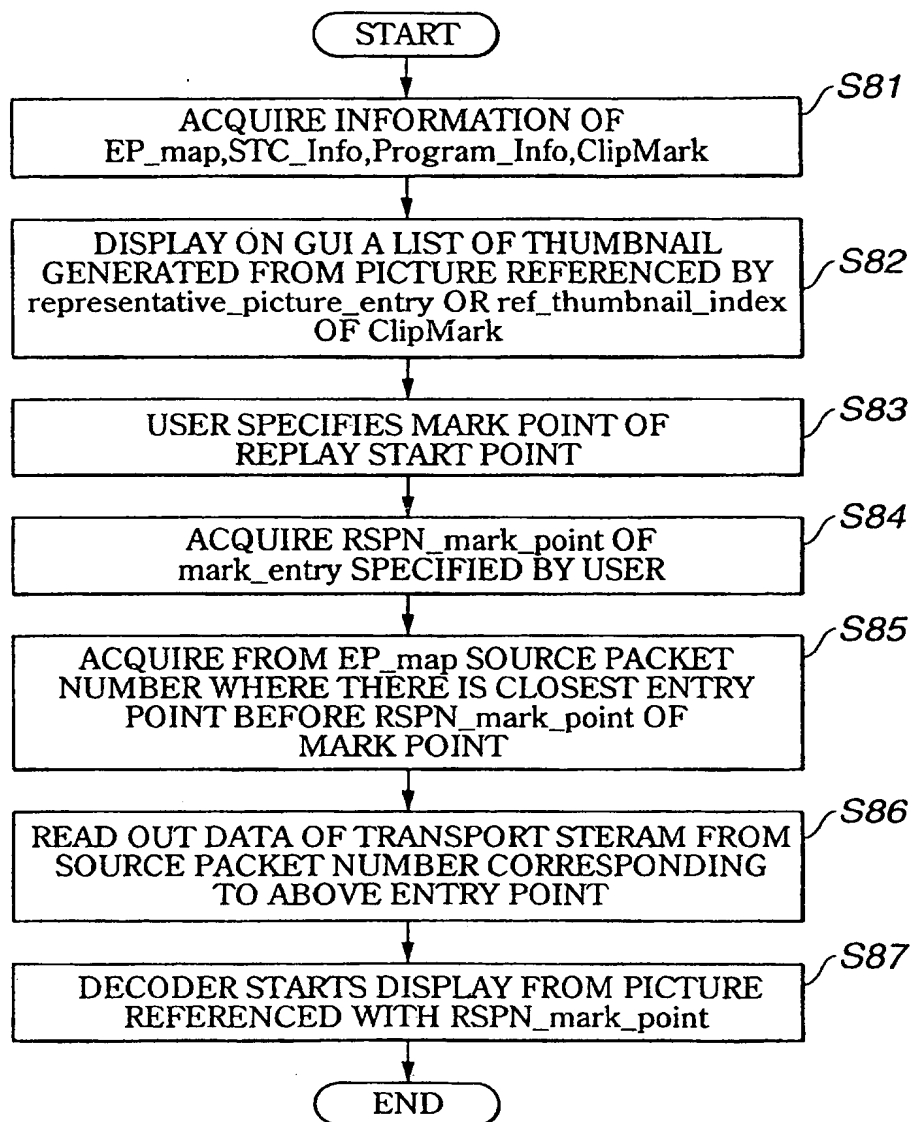 START
S81
ACQUIRE INFORMATION OF
EP_map,STC_Info,Program_Info,ClipMark
S82
DISPLAY ON GUI A LIST OF THUMBNAIL
GENERATED FROM PICTURE REFERENCED BY
representative_picture_entry OR ref_thumbnail_index
OF ClipMark
S83
USER SPECIFIES MARK POINT OF
REPLAY START POINT
S84
ACQUIRE RSPN_mark_point OF
mark_entry SPECIFIED BY USER
S85
ACQUIRE FROM EP_map SOURCE PACKET
NUMBER WHERE THERE IS CLOSEST ENTRY
POINT BEFORE RSPN_mark_point OF
MARK POINT
S86
READ OUT DATA OF TRANSPORT STERAM FROM
SOURCE PACKET NUMBER CORRESPONDING
TO ABOVE ENTRY POINT
S87
DECODER STARTS DISPLAY FROM PICTURE
REFERENCED WITH RSPN_mark_point
END